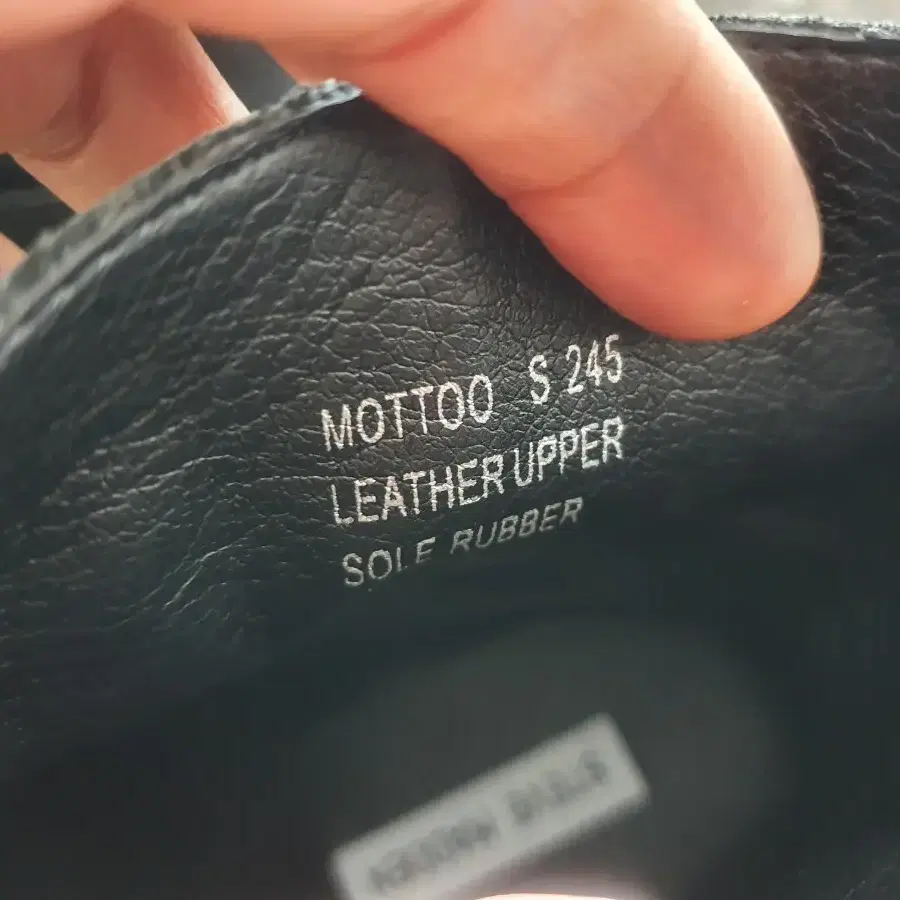 MOTTOO S 245
LEATHER UPPER
SOLE RUBBER